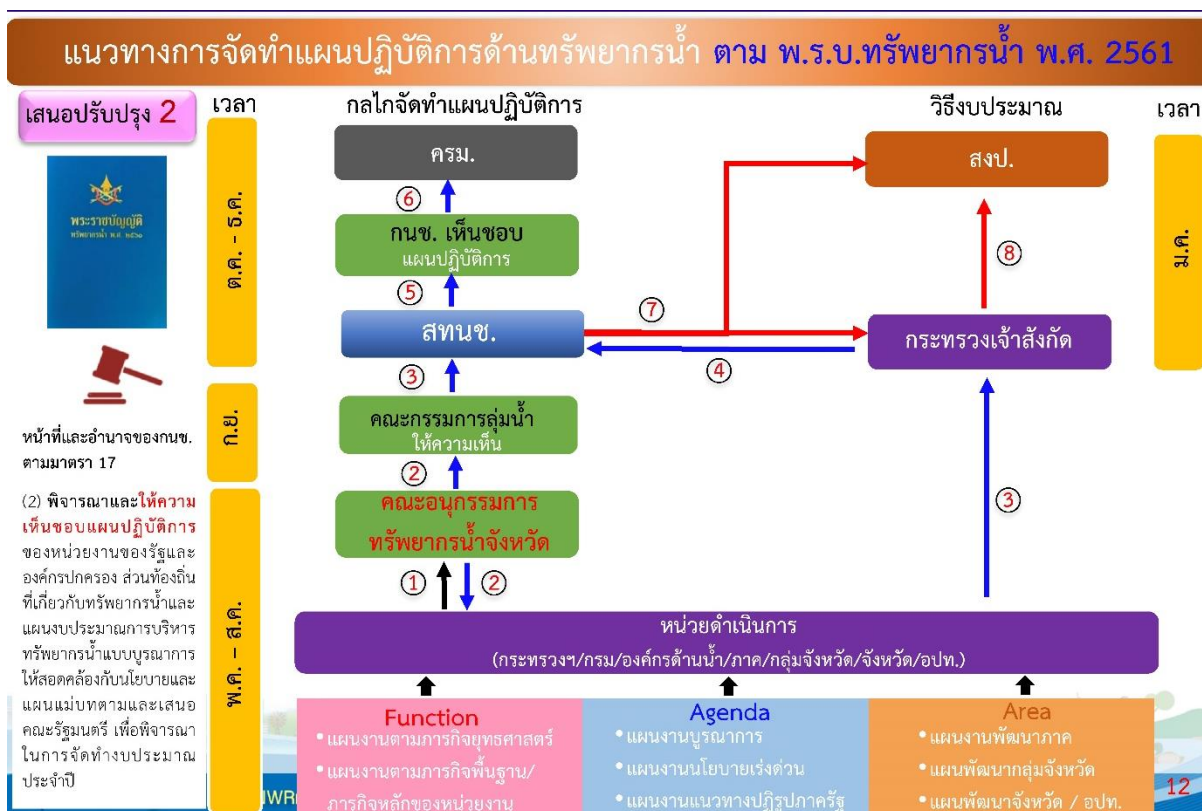 แนวทางการจัดทำแผนปฏิบัติการด้านทรัพยากรน้ำ ตาม พ.ร.บ.ทรัพยากรน้ำ พ.ศ. 2561
เสนอปรับปรุง 2
เวลา
กลไกจัดทำแผนปฏิบัติการ
วิธีงบประมาณ
เวลา
พระราชบัญญัติ
ทรัพยากรน้ำ พ.ศ. ๒๕๖๑
หน้าที่และอำนาจของกนช.
ตามมาตรา 17
(2) พิจารณาและให้ความ
เห็นชอบแผนปฏิบัติการ
ของหน่วยงานของรัฐและ
องค์กรปกครอง ส่วนท้องถิ่น
ที่เกี่ยวกับทรัพยากรน้ำและ
แผนงบประมาณการบริหาร
ทรัพยากรน้ำแบบบูรณาการ
ให้สอดคล้องกับนโยบายและ
แผนแม่บทตามและเสนอ
คณะรัฐมนตรี เพื่อพิจารณา
ในการจัดทำงบประมาณ
ประจำปี
ต.ค. - ธ.ค.
ก.ย.
พ.ค. – ส.ค.
ครม.
6
กนช. เห็นชอบ
แผนปฏิบัติการ
5
สทนช.
3
คณะกรรมการลุ่มน้ำ
ให้ความเห็น
2
คณะอนุกรรมการ
ทรัพยากรน้ำจังหวัด
1
2
7
4
สงป.
8
กระทรวงเจ้าสังกัด
3
ม.ค.
หน่วยดำเนินการ
(กระทรวงฯ/กรม/องค์กรด้านน้ำ/ภาค/กลุ่มจังหวัด/จังหวัด/อปท.)
Function
• แผนงานตามภารกิจยุทธศาสตร์
• แผนงานตามภารกิจพื้นฐาน/
ภารกิจหลักของหน่วยงาน
Agenda
• แผนงานบูรณาการ
• แผนงานนโยบายเร่งด่วน
• แผนงานแนวทางปฏิรูปภาครัฐ
Area
• แผนงานพัฒนาภาค
• แผนพัฒนากลุ่มจังหวัด
• แผนพัฒนาจังหวัด / อปท.
12